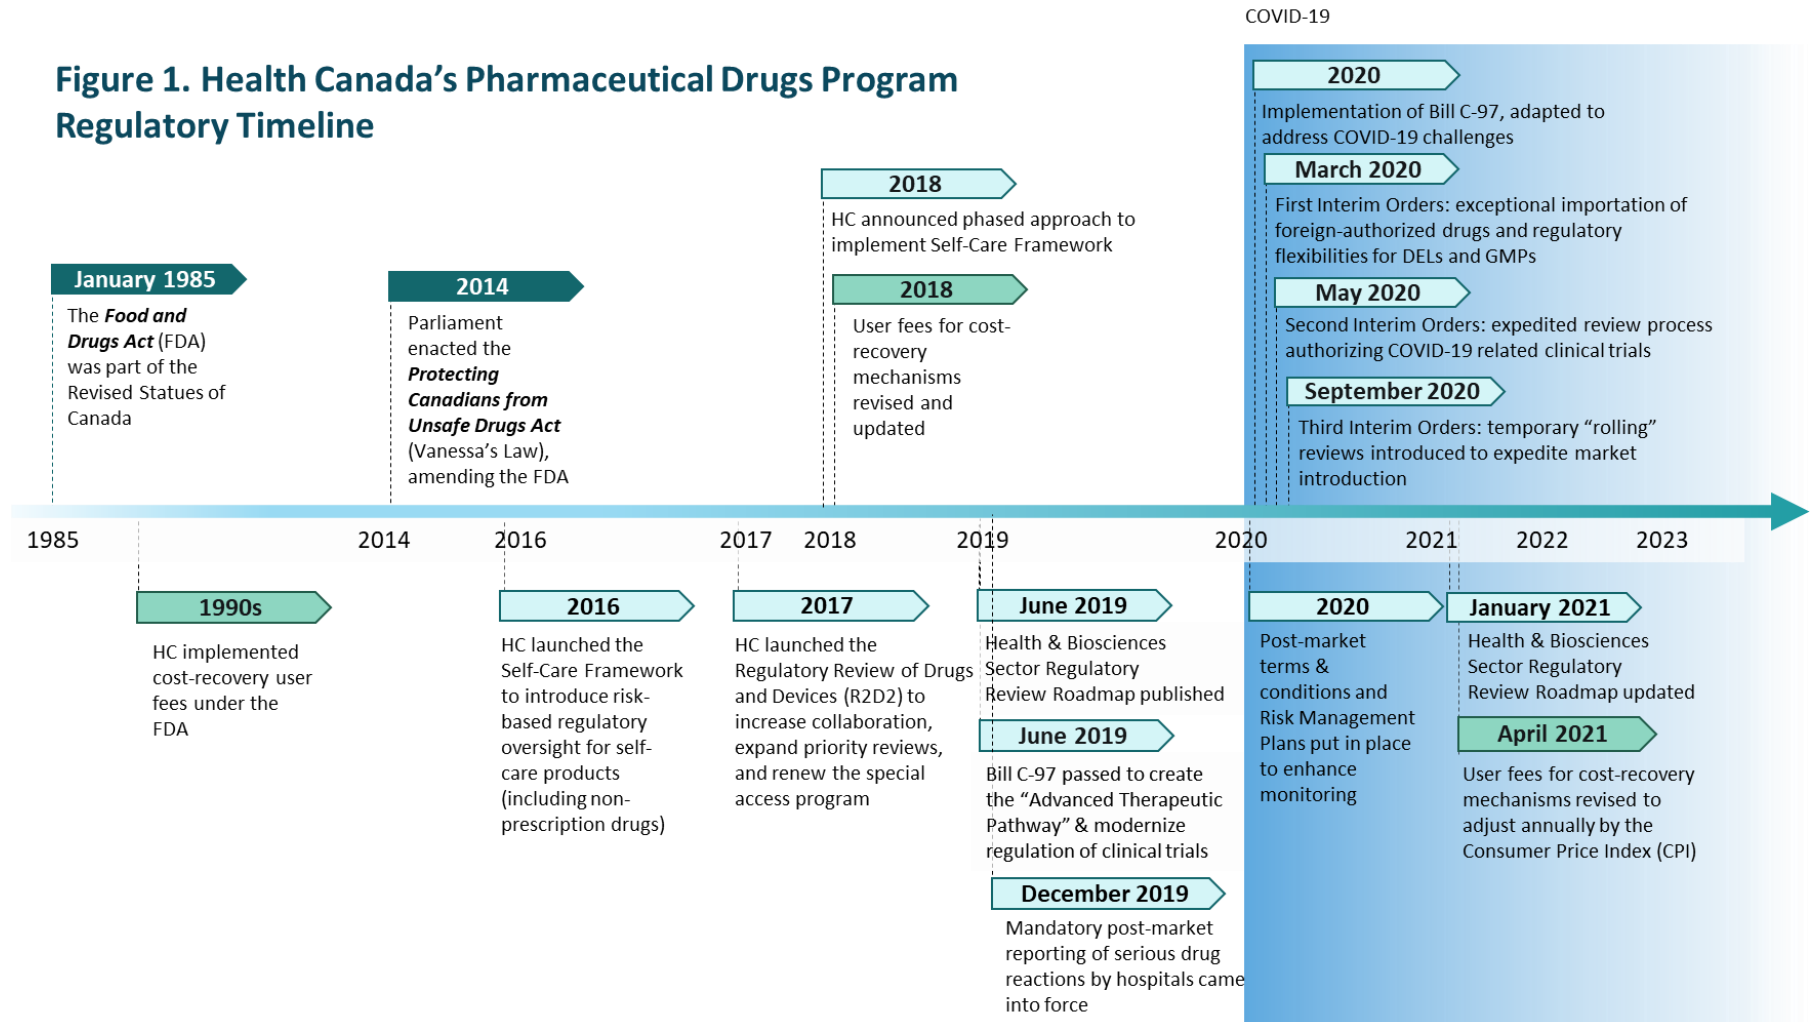 COVID-19
Figure 1. Health Canada’s Pharmaceutical Drugs Program
Regulatory Timeline
January 1985
The Food and
Drugs Act (FDA)
was part of the
Revised Statues of
Canada
2014
Parliament
enacted the
Protecting
Canadians from
Unsafe Drugs Act
(Vanessa’s Law),
amending the FDA
2018
HC announced phased approach to
implement Self-Care Framework
2018
User fees for cost-
recovery
mechanisms
revised and
updated
2020
Implementation of Bill C-97, adapted to
address COVID-19 challenges
March 2020
First Interim Orders: exceptional importation of
foreign-authorized drugs and regulatory
flexibilities for DELs and GMPs
May 2020
Second Interim Orders: expedited review process
authorizing COVID-19 related clinical trials
September 2020
Third Interim Orders: temporary “rolling”
reviews introduced to expedite market
introduction
1985 2014 2016 2017 2018 2019 2020 2021 2022 2023
1990s
HC implemented
cost-recovery user
fees under the
FDA
2016
HC launched the
Self-Care Framework
to introduce risk-
based regulatory
oversight for self-
care products
(including non-
prescription drugs)
2017
HC launched the
Regulatory Review of Drugs
and Devices (R2D2) to
increase collaboration,
expand priority reviews,
and renew the special
access program
June 2019
Health & Biosciences
Sector Regulatory
Review Roadmap published
June 2019
Bill C-97 passed to create
the “Advanced Therapeutic
Pathway” & modernize
regulation of clinical trials
December 2019
Mandatory post-market
reporting of serious drug
reactions by hospitals came
into force
2020
Post-market
terms &
conditions and
Risk Management
Plans put in place
to enhance
monitoring
January 2021
Health & Biosciences
Sector Regulatory
Review Roadmap updated
April 2021
User fees for cost-recovery
mechanisms revised to
adjust annually by the
Consumer Price Index (CPI)